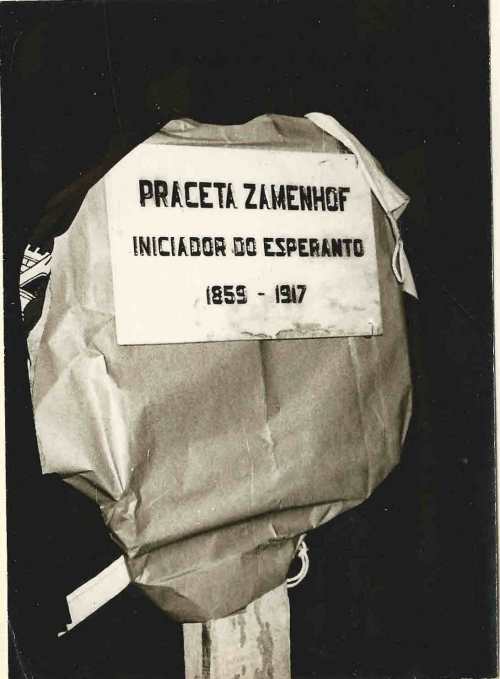 PRACETA ZAMENHOF
INICIADOR DO ESPERANTO
1859 - 1917